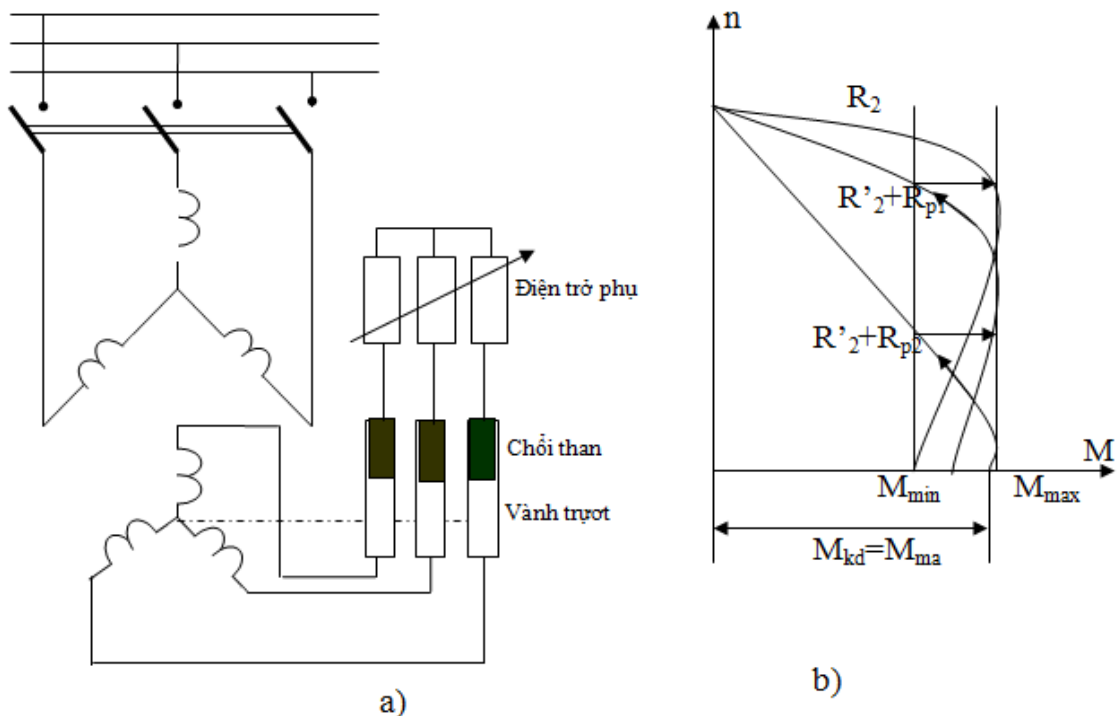 Điện trở phụ
Chổi than
Vành trượt
a)
n
R₂
R’₂+Rₚ₁
R’₂+Rₚ₂
M
Mmin
Mmax
Mkd=Mma
b)